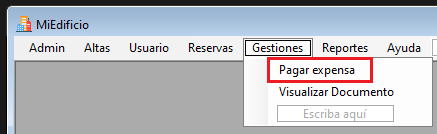 MiEdificio
Admin Altas Usuario Reservas Gestiones Reportes Ayuda
Pagar expensa
Visualizar Documento
Escriba aquí